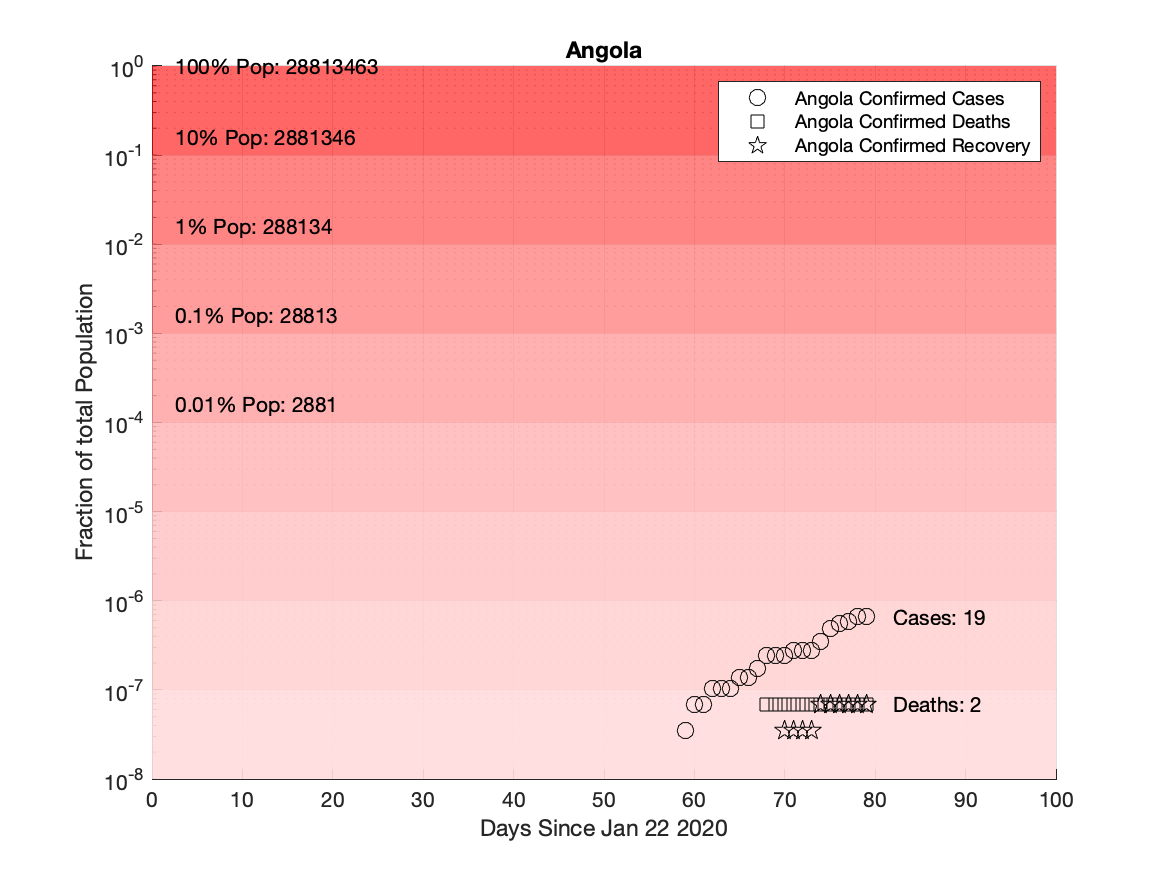 Angola
10^0
10^-1
10^-2
10^-3
10^-4
10^-5
10^-6
10^-7
10^-8
Fraction of total Population
100% Pop: 28813463
10% Pop: 2881346
1% Pop: 288134
0.1% Pop: 28813
0.01% Pop: 2881
Angola Confirmed Cases
Angola Confirmed Deaths
Angola Confirmed Recovery
Cases: 19
Deaths: 2
0 10 20 30 40 50 60 70 80 90 100
Days Since Jan 22 2020